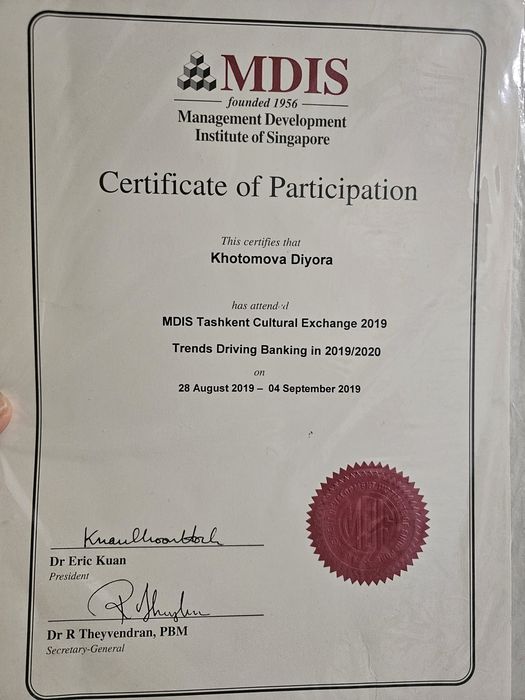 MDIS
founded 1956
Management Development
Institute of Singapore
Certificate of Participation
This certifies that
Khotomova Diyora
has attended
MDIS Tashkent Cultural Exchange 2019
Trends Driving Banking in 2019/2020
on
28 August 2019 – 04 September 2019
Dr Eric Kuan
President
Dr R Theyvendran, PBM
Secretary-General